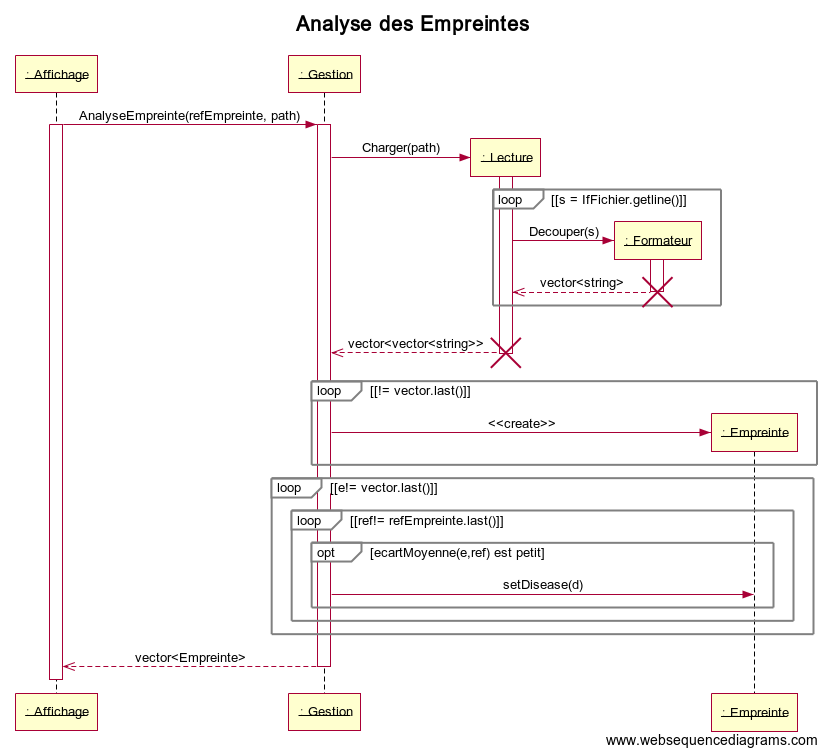 Analyse des Empreintes
: Affichage
: Gestion
AnalyseEmpreinte(refEmpreinte, path)
Charger(path)
: Lecture
loop
[[s = IfFichier.getline()]]
Decouper(s)
: Formateur
vector<string>
vector<vector<string>>
loop
[[!= vector.last()]]
<<create>>
: Empreinte
loop
[[e!= vector.last()]]
loop
[[ref!= refEmpreinte.last()]]
opt
[ecartMoyenne(e,ref) est petit]
setDisease(d)
vector<Empreinte>
: Affichage
: Gestion
: Empreinte
www.websequencediagrams.com